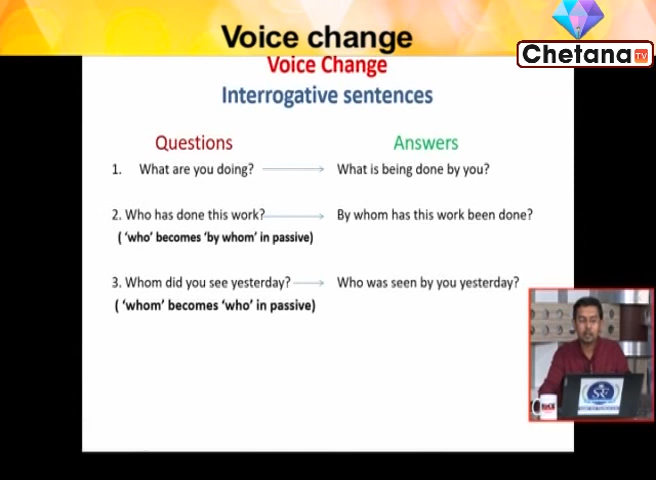 Voice change
Chetana TV
Voice Change
Interrogative sentences
Questions Answers
1. What are you doing? What is being done by you?
2. Who has done this work? By whom has this work been done?
( 'who' becomes 'by whom' in passive)
3. Whom did you see yesterday? Who was seen by you yesterday?
( 'whom' becomes 'who' in passive)